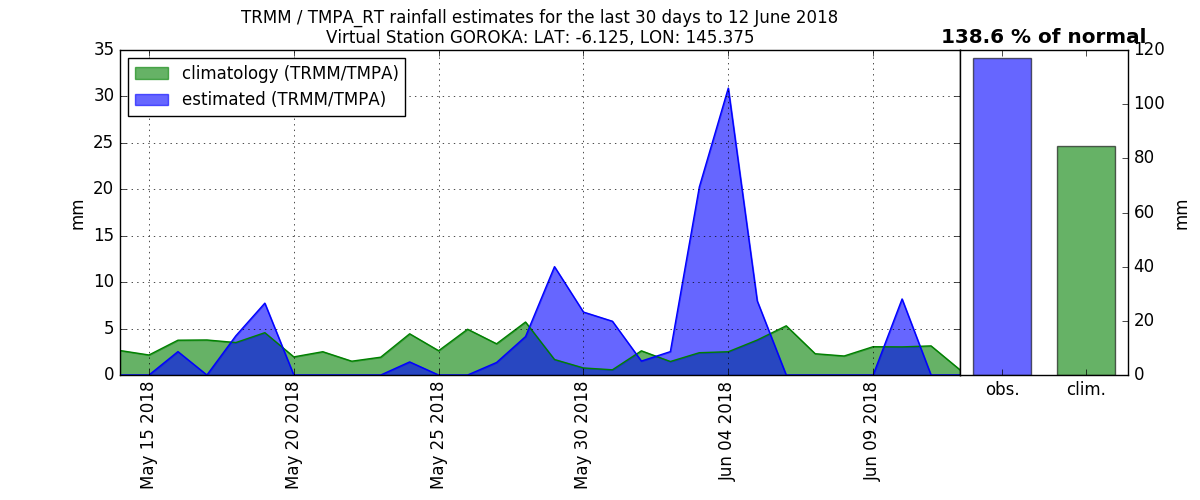 TRMM / TMPA_RT rainfall estimates for the last 30 days to 12 June 2018
Virtual Station GOROKA: LAT: -6.125, LON: 145.375
138.6 % of normal
climatology (TRMM/TMPA)
estimated (TRMM/TMPA)
mm
35
30
25
20
15
10
5
0
May 15 2018
May 20 2018
May 25 2018
May 30 2018
Jun 04 2018
Jun 09 2018
120
100
80
60
40
20
0
mm
obs.
clim.